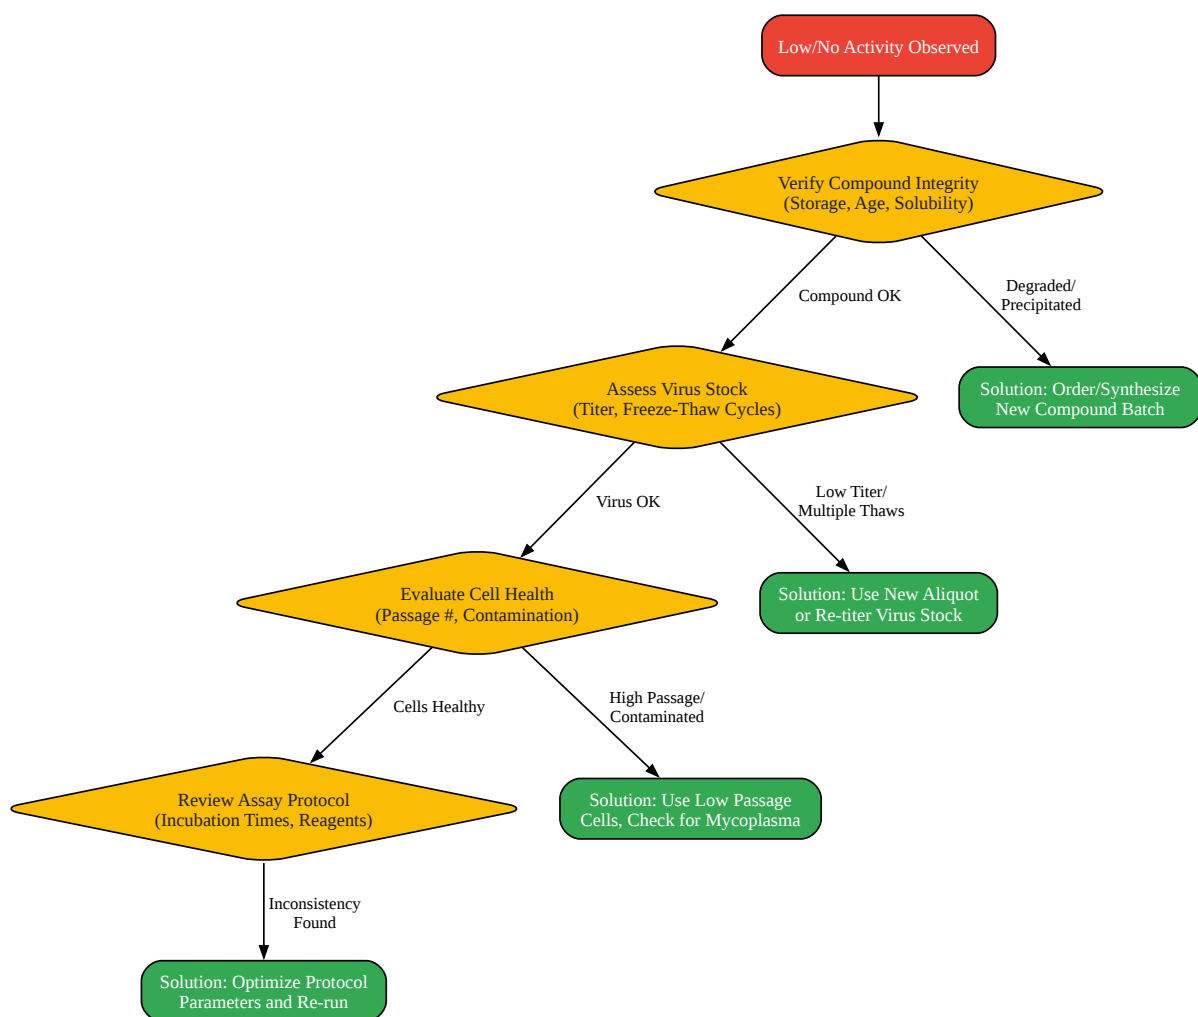 Low/No Activity Observed
Verify Compound Integrity
(Storage, Age, Solubility)
Compound OK
Degraded/
Precipitated
Assess Virus Stock
(Titer, Freeze-Thaw Cycles)
Solution: Order/Synthesize
New Compound Batch
Virus OK
Low Titer/
Multiple Thaws
Evaluate Cell Health
(Passage #, Contamination)
Solution: Use New Aliquot
or Re-titer Virus Stock
Cells Healthy
High Passage/
Contaminated
Review Assay Protocol
(Incubation Times, Reagents)
Solution: Use Low Passage
Cells, Check for Mycoplasma
Inconsistency
Found
Solution: Optimize Protocol
Parameters and Re-run